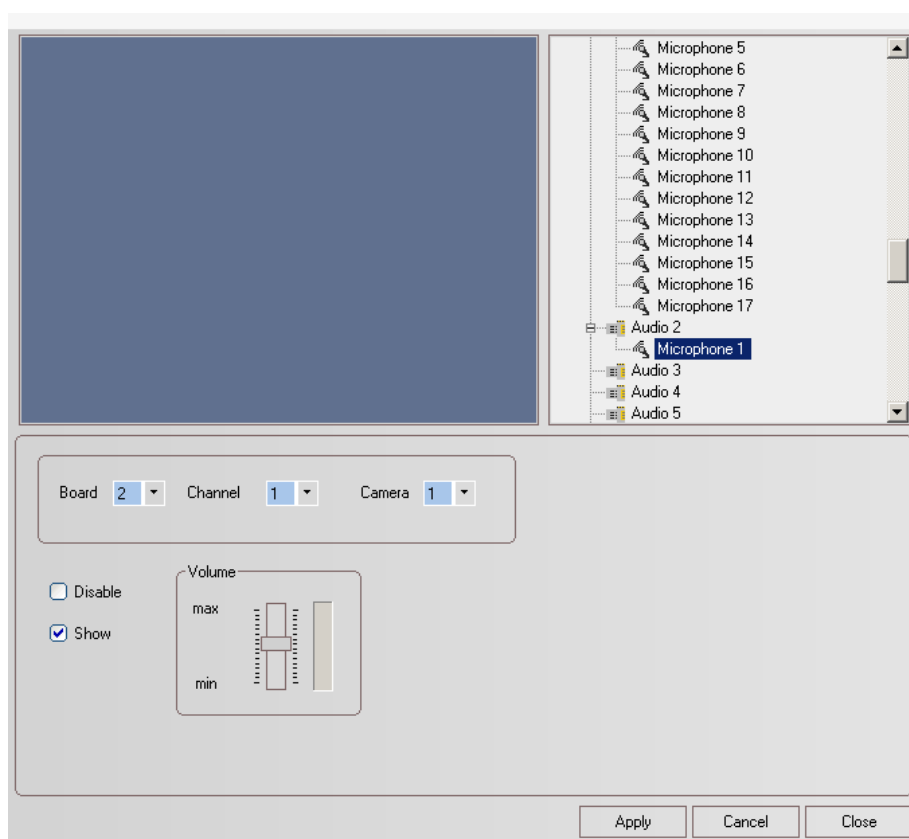 Microphone 5
Microphone 6
Microphone 7
Microphone 8
Microphone 9
Microphone 10
Microphone 11
Microphone 12
Microphone 13
Microphone 14
Microphone 15
Microphone 16
Microphone 17
Audio 2
Microphone 1
Audio 3
Audio 4
Audio 5
Board 2 Channel 1 Camera 1
Disable
Show
Volume
max
min
Apply Cancel Close